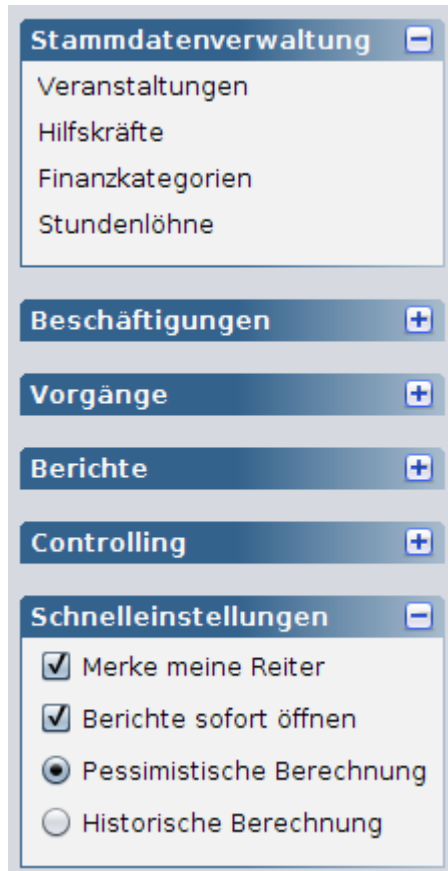 Stammdatenverwaltung
Veranstaltungen
Hilfskräfte
Finanzkategorien
Stundenlöhne
Beschäftigungen
Vorgänge
Berichte
Controlling
Schnelleinstellungen
Merke meine Reiter
Berichte sofort öffnen
Pessimistische Berechnung
Historische Berechnung